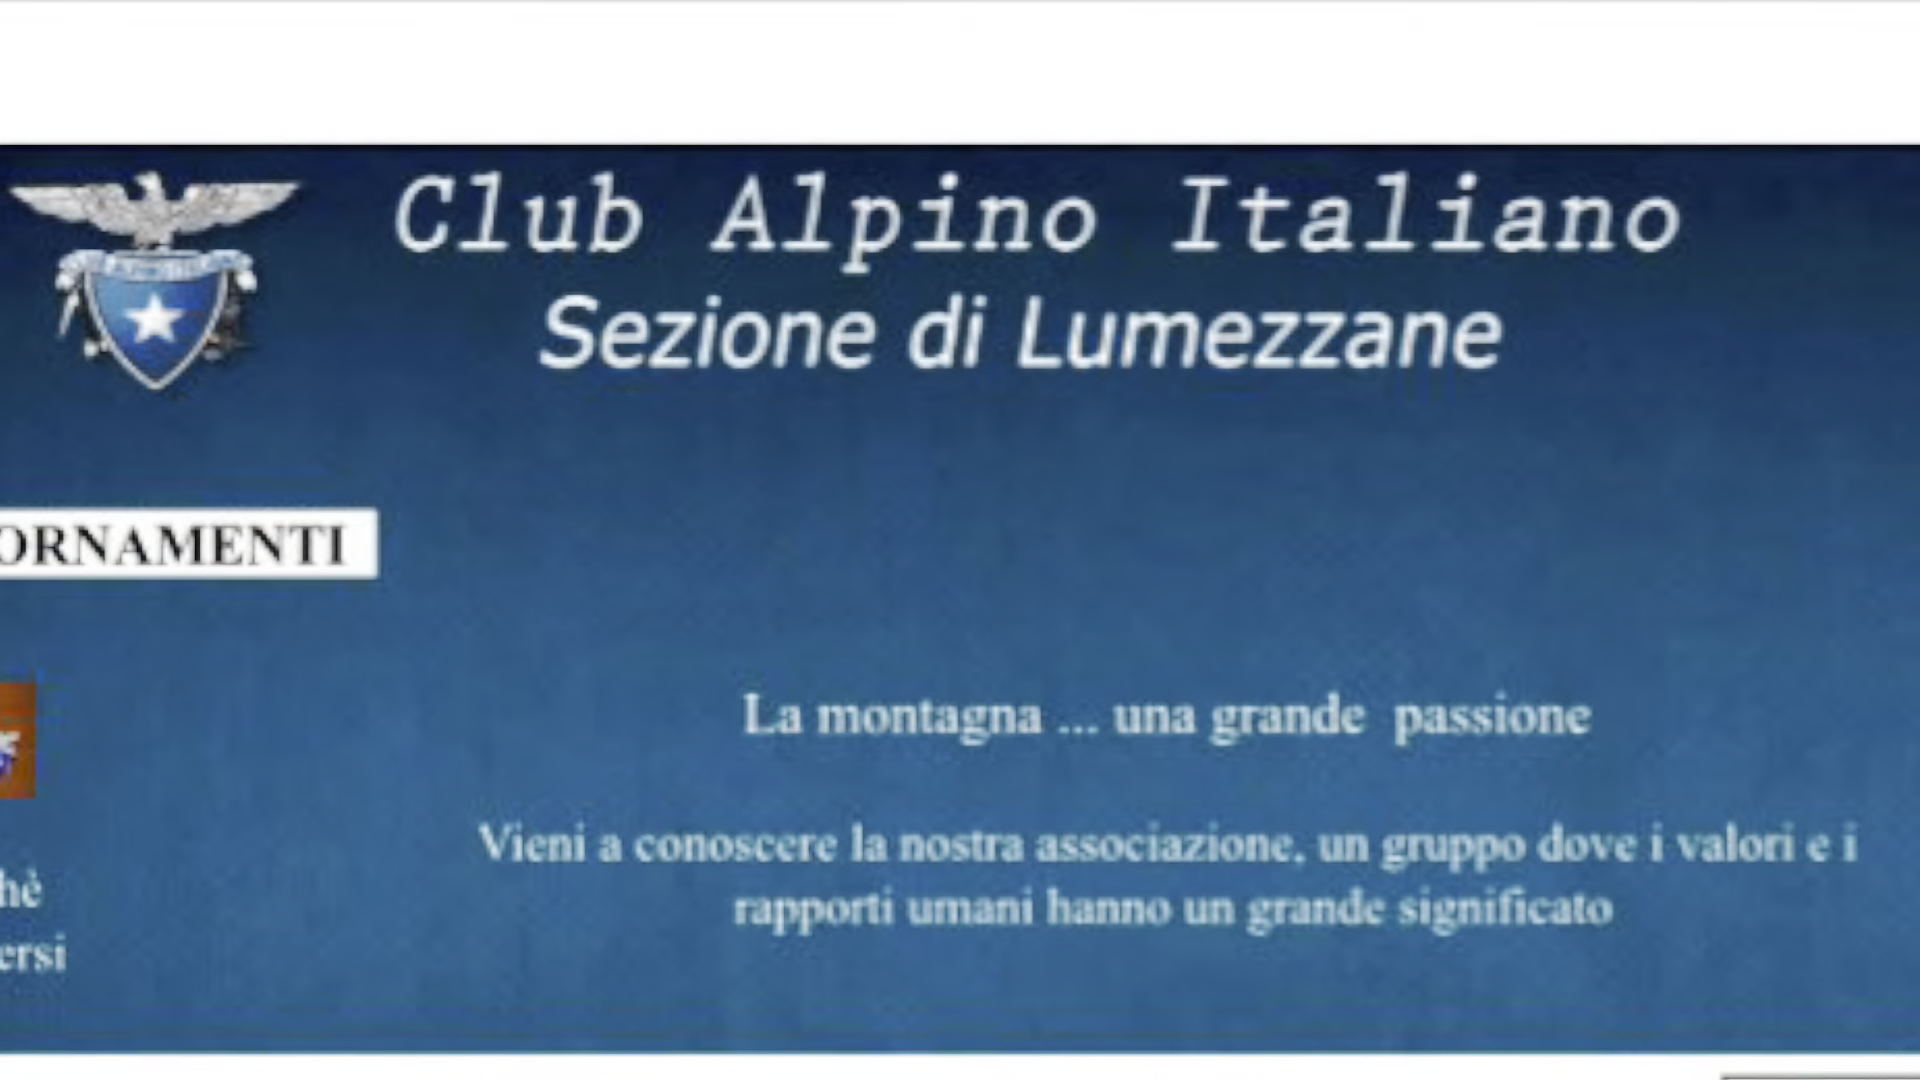 Club Alpino Italiano
Sezione di Lumezzane
ORNAMENTI
La montagna ... una grande passione
Vieni a conoscere la nostra associazione, un gruppo dove i valori e i
rapporti umani hanno un grande significato
hè
ersi